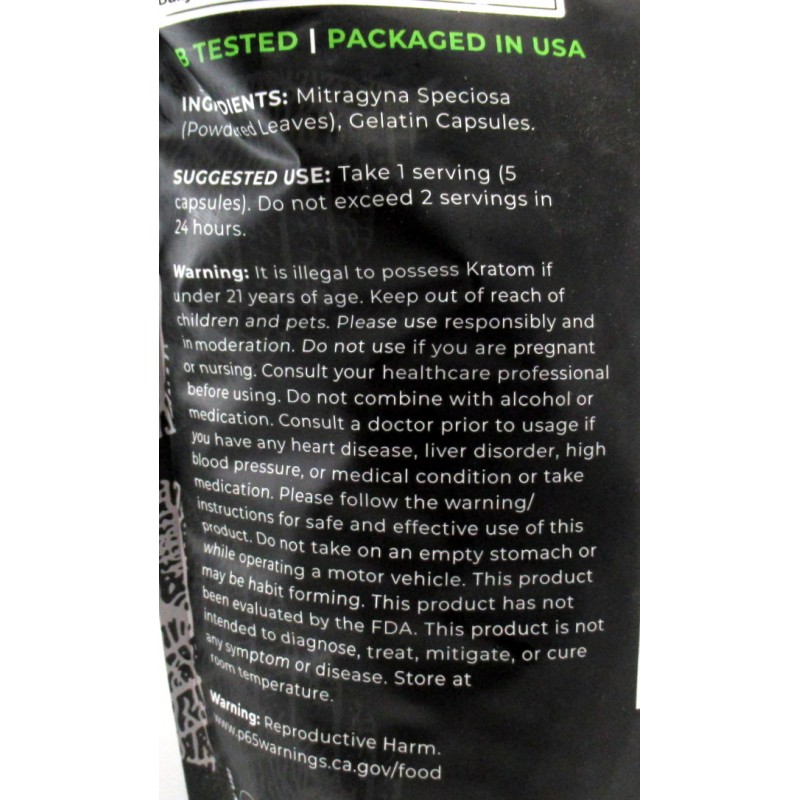 B TESTED | PACKAGED IN USA
INGREDIENTS: Mitragyna Speciosa
(Powdered Leaves), Gelatin Capsules.
SUGGESTED USE: Take 1 serving (5
capsules). Do not exceed 2 servings in
24 hours.
Warning: It is illegal to possess Kratom if
under 21 years of age. Keep out of reach of
children and pets. Please use responsibly and
in moderation. Do not use if you are pregnant
or nursing. Consult your healthcare professional
before using. Do not combine with alcohol or
medication. Consult a doctor prior to usage if
you have any heart disease, liver disorder, high
blood pressure, or medical condition or take
medication. Please follow the warning/
instructions for safe and effective use of this
product. Do not take on an empty stomach or
while operating a motor vehicle. This product
may be habit forming. This product has not
been evaluated by the FDA. This product is not
intended to diagnose, treat, mitigate, or cure
any symptom or disease. Store at
room temperature.
Warning: Reproductive Harm.
www.p65warnings.ca.gov/food